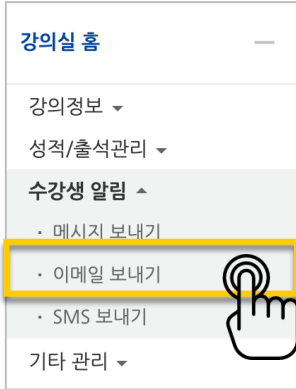 강의실 홈
강의정보
성적/출석관리
수강생 알림
· 메시지 보내기
· 이메일 보내기
· SMS 보내기
기타 관리